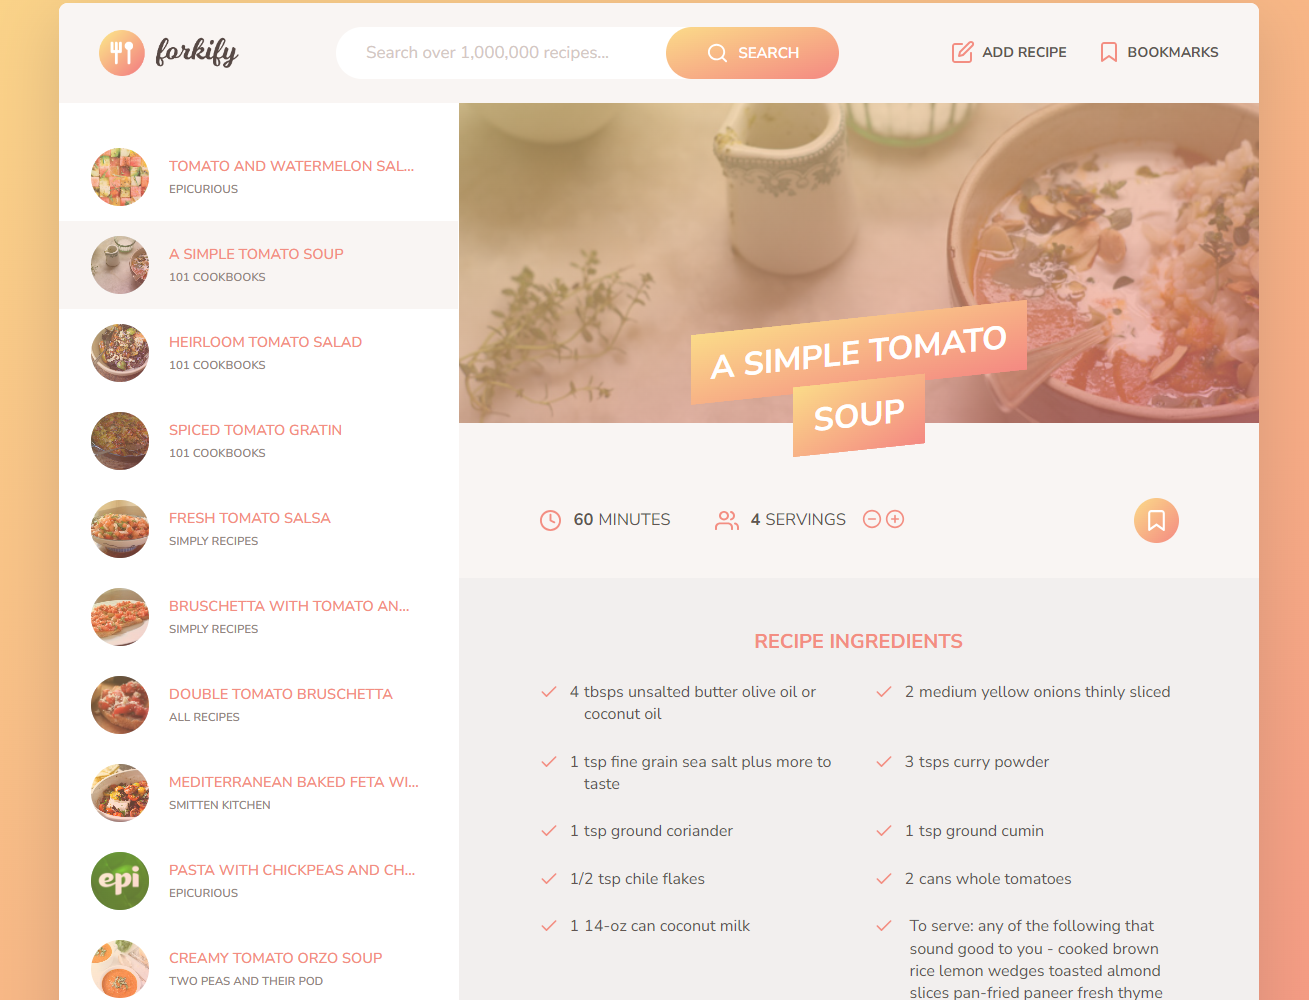 forkify
Search over 1,000,000 recipes...
SEARCH
ADD RECIPE
BOOKMARKS
TOMATO AND WATERMELON SAL...
EPICURIOUS
A SIMPLE TOMATO SOUP
101 COOKBOOKS
HEIRLOOM TOMATO SALAD
101 COOKBOOKS
SPICED TOMATO GRATIN
101 COOKBOOKS
FRESH TOMATO SALSA
SIMPLY RECIPES
BRUSCHETTA WITH TOMATO AN...
SIMPLY RECIPES
DOUBLE TOMATO BRUSCHETTA
ALL RECIPES
MEDITERRANEAN BAKED FETA WI...
SMITTEN KITCHEN
epi
PASTA WITH CHICKPEAS AND CH...
EPICURIOUS
CREAMY TOMATO ORZO SOUP
TWO PEAS AND THEIR POD
A SIMPLE TOMATO
SOUP
60 MINUTES
4 SERVINGS
RECIPE INGREDIENTS
4 tbsps unsalted butter olive oil or
coconut oil
2 medium yellow onions thinly sliced
1 tsp fine grain sea salt plus more to
taste
3 tsps curry powder
1 tsp ground coriander
1 tsp ground cumin
1/2 tsp chile flakes
2 cans whole tomatoes
1 14-oz can coconut milk
To serve: any of the following that
sound good to you - cooked brown
rice lemon wedges toasted almond
slices pan-fried paneer fresh thyme